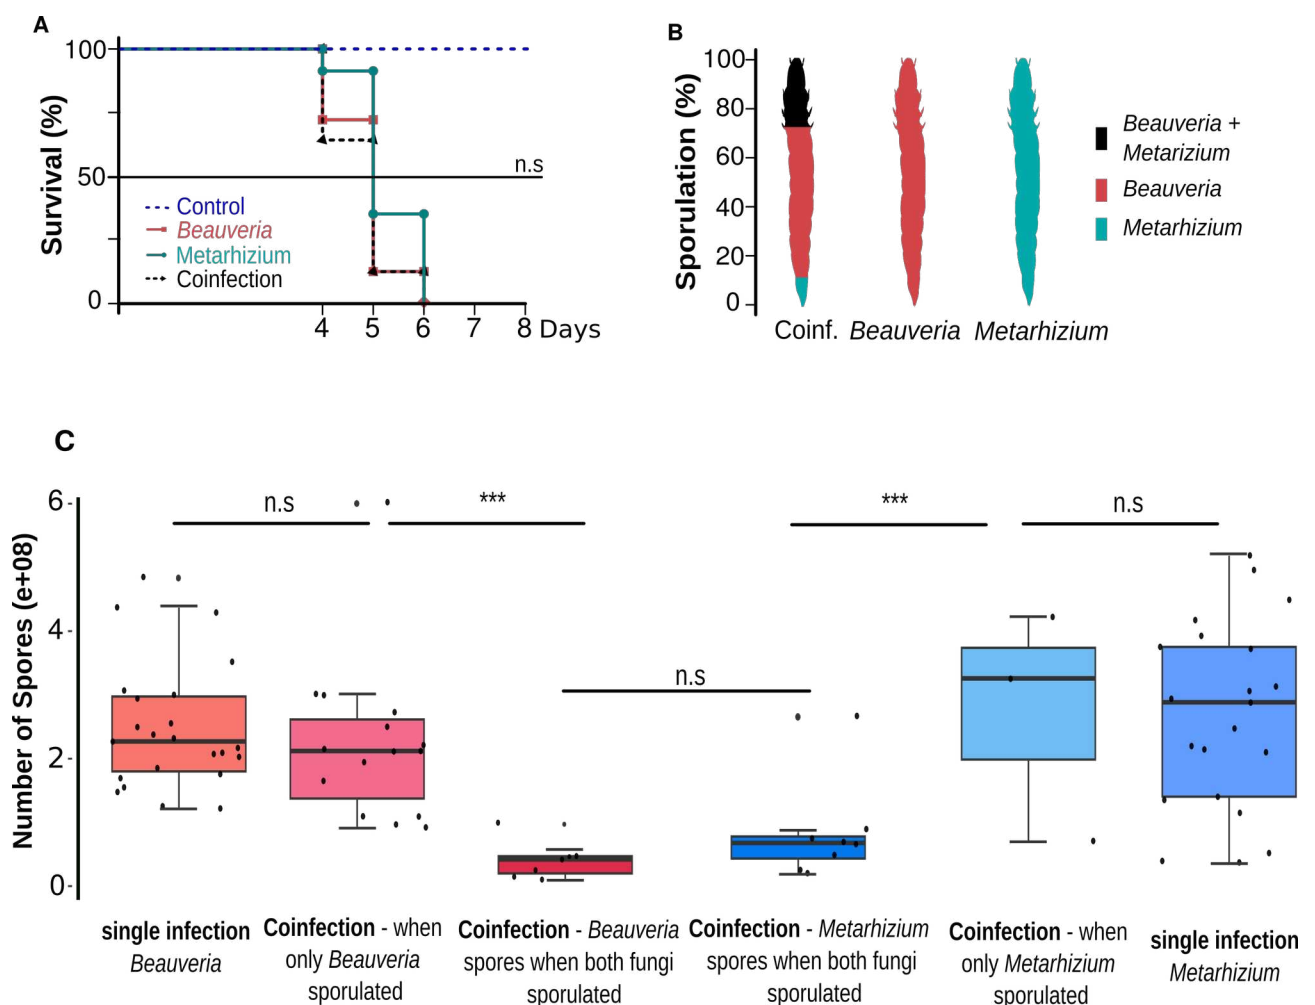 A
Survival (%)
100
50
0
n.s
Control
Beauveria
Metarhizium
Coinfection
4 5 6 7 8 Days
B
Sporulation (%)
100
80
60
40
20
0
Coinf. Beauveria Metarhizium
Beauveria +
Metarizium
Beauveria
Metarhizium
C
Number of Spores (e+08)
6
4
2
0
n.s
***
n.s
***
n.s
single infection
Beauveria
Coinfection - when
only Beauveria
sporulated
Coinfection - Beauveria
spores when both fungi
sporulated
Coinfection - Metarhizium
spores when both fungi
sporulated
Coinfection - when
only Metarhizium
sporulated
single infection
Metarhizium